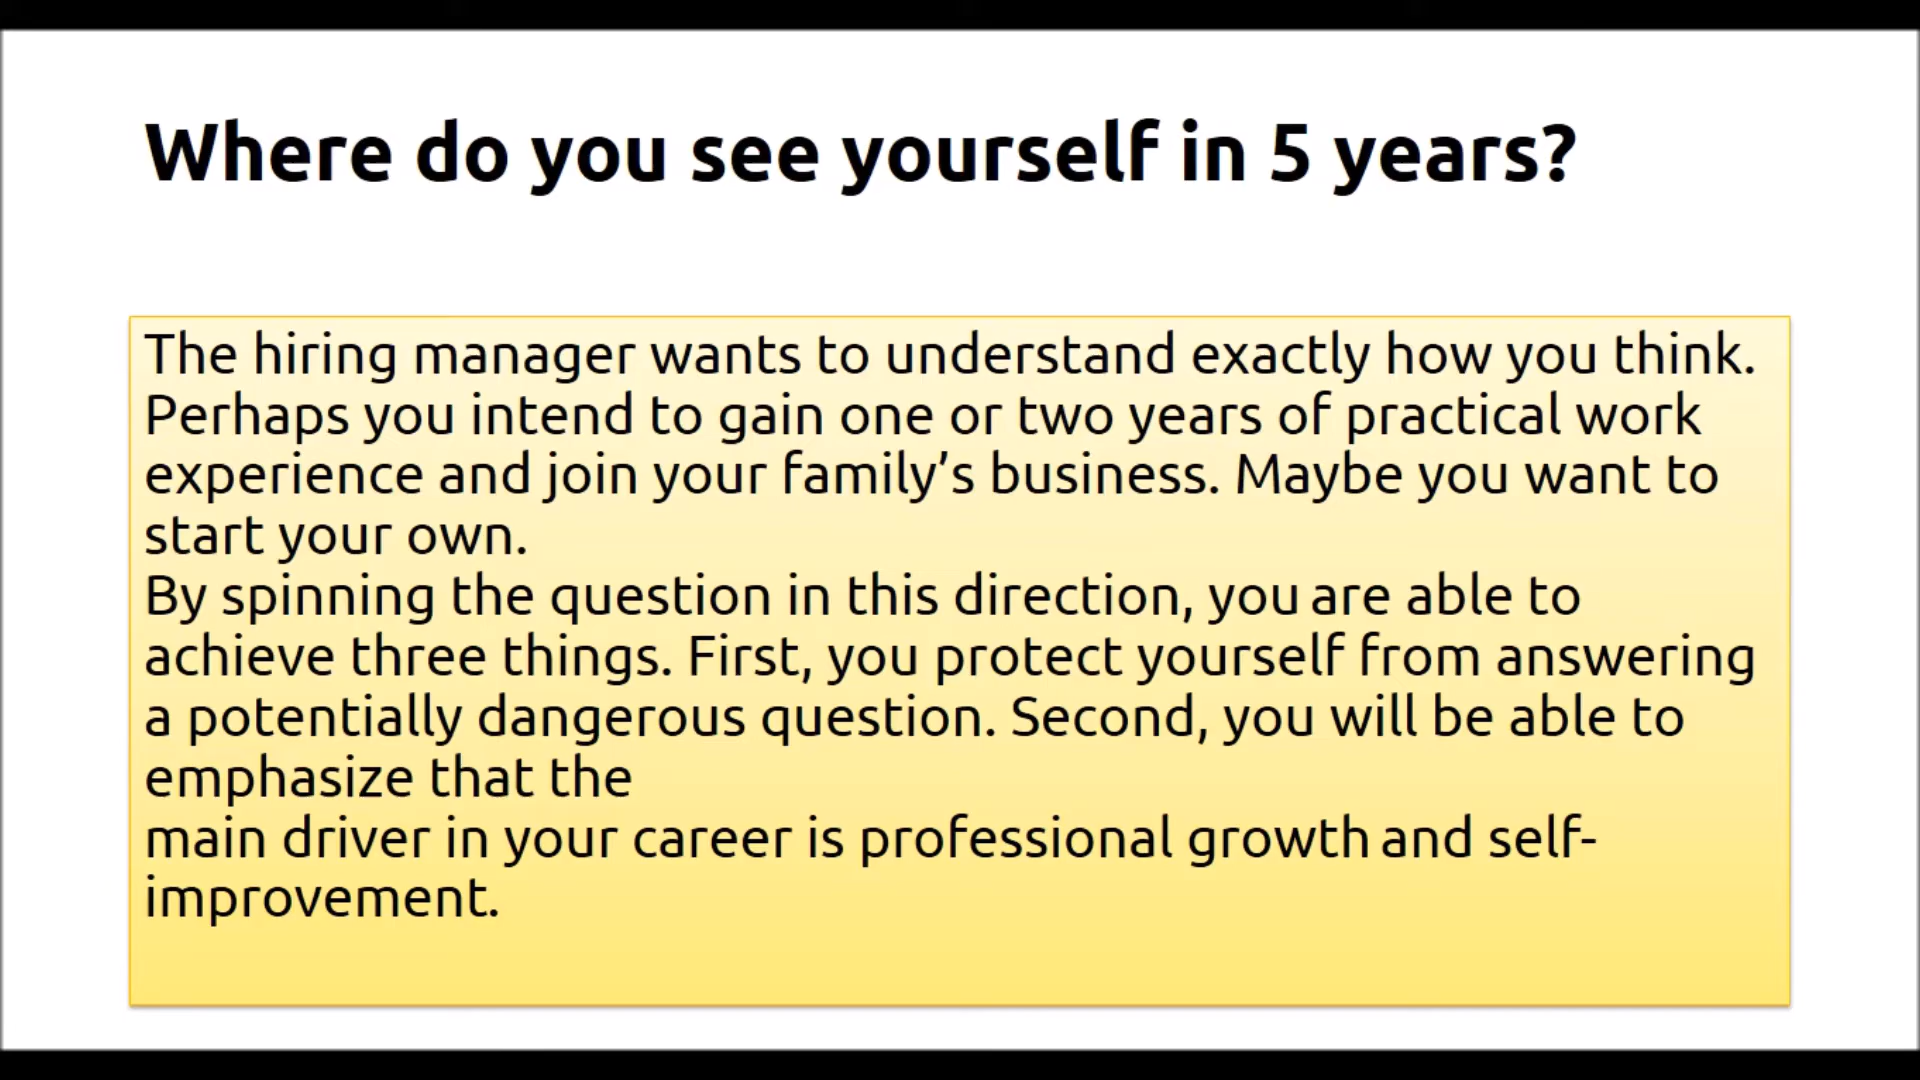 Where do you see yourself in 5 years?
The hiring manager wants to understand exactly how you think.
Perhaps you intend to gain one or two years of practical work
experience and join your family’s business. Maybe you want to
start your own.
By spinning the question in this direction, you are able to
achieve three things. First, you protect yourself from answering
a potentially dangerous question. Second, you will be able to
emphasize that the
main driver in your career is professional growth and self-
improvement.